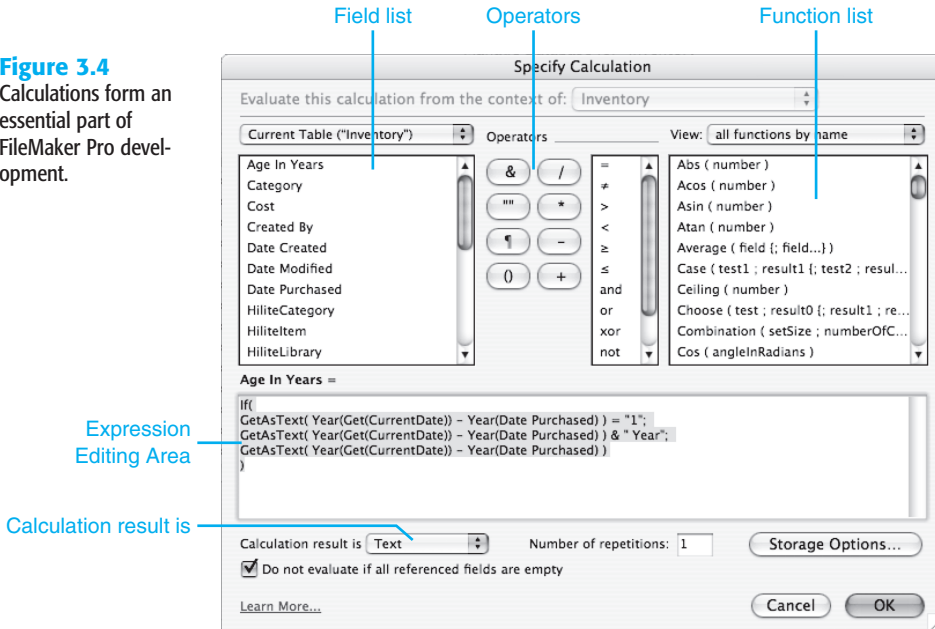 Field list
Operators
Function list
Figure 3.4
Calculations form an
essential part of
FileMaker Pro devel-
opment.
Specify Calculation
Evaluate this calculation from the context of: Inventory
Current Table ("Inventory")
Operators
View: all functions by name
Age In Years
Category
Cost
Created By
Date Created
Date Modified
Date Purchased
HiliteCategory
HiliteItem
HiliteLibrary
& /
"" *
¶ -
() +
=
≠
>
<
≥
≤
and
or
xor
not
Abs ( number )
Acos ( number )
Asin ( number )
Atan ( number )
Average ( field {; field...} )
Case ( test1 ; result1 {; test2 ; resul...
Ceiling ( number )
Choose ( test ; result0 {; result1 ; re...
Combination ( setSize ; numberOfC...
Cos ( angleInRadians )
Age In Years =
If(
GetAsText( Year(Get(CurrentDate)) - Year(Date Purchased) ) = "1";
GetAsText( Year(Get(CurrentDate)) - Year(Date Purchased) ) & " Year";
GetAsText( Year(Get(CurrentDate)) - Year(Date Purchased) )
)
Expression
Editing Area
Calculation result is
Calculation result is Text
Number of repetitions: 1
Storage Options...
Do not evaluate if all referenced fields are empty
Learn More...
Cancel
OK